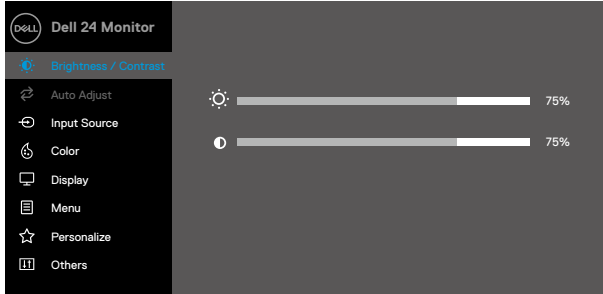 DELL Dell 24 Monitor
Brightness / Contrast
Auto Adjust
75%
Input Source
75%
Color
Display
Menu
Personalize
Others